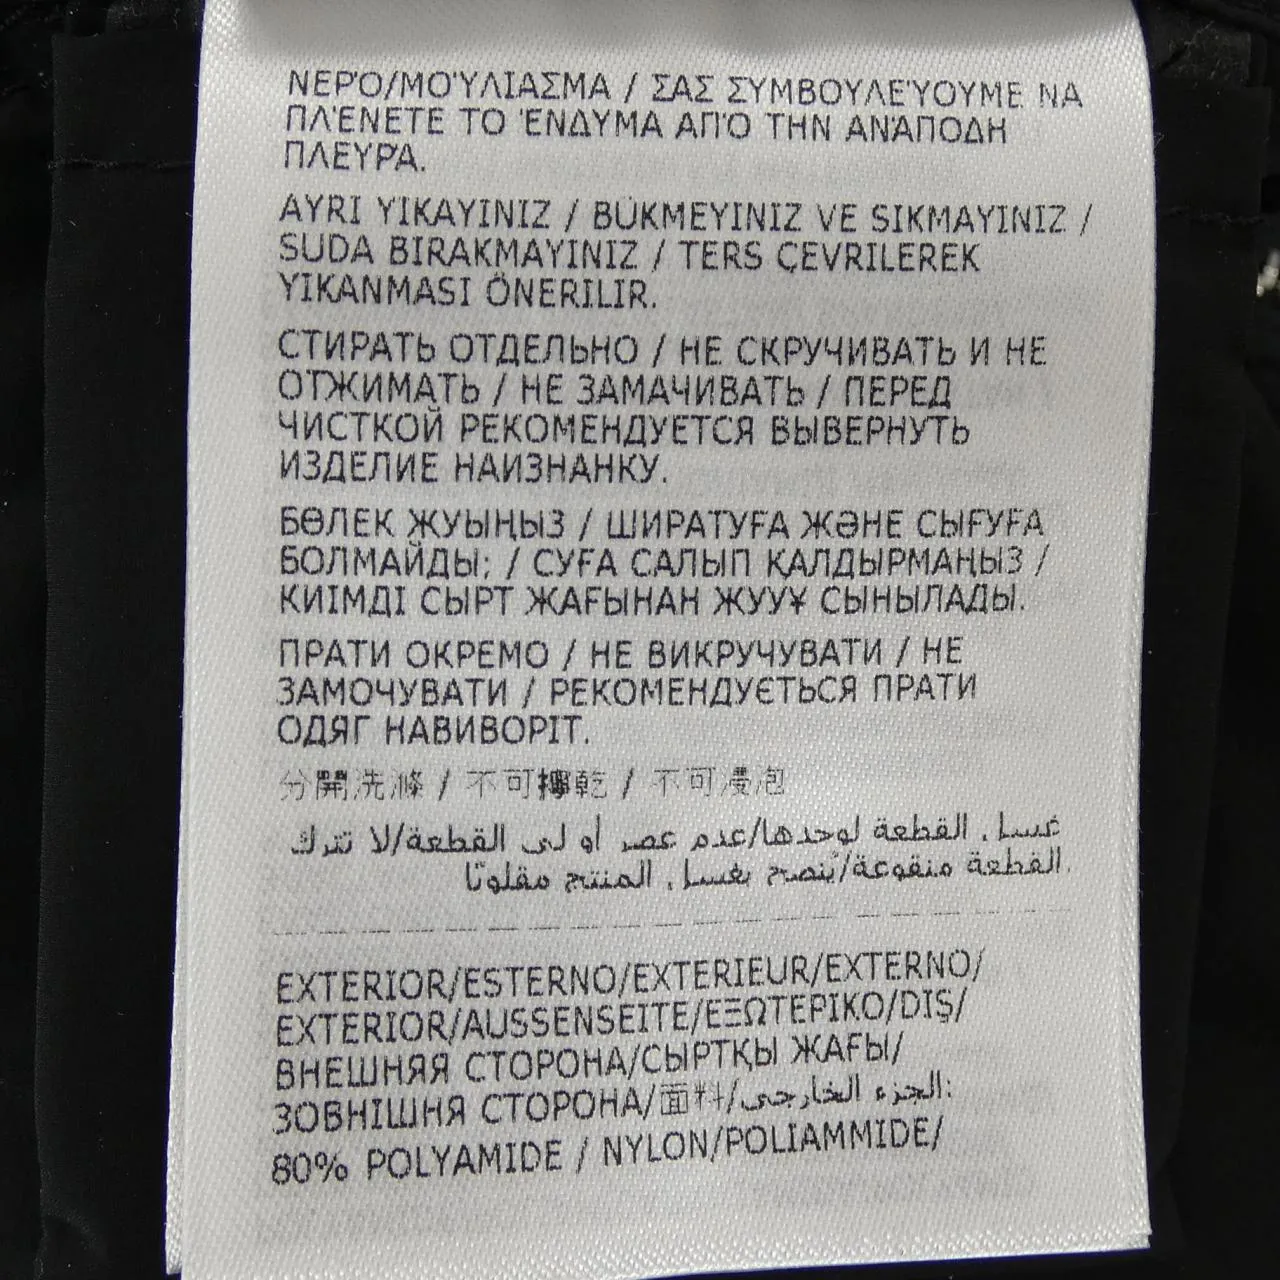 ΝΕΡΌ/ΜΟΎΛΙΑΣΜΑ / ΣΑΣ ΣΥΜΒΟΥΛΕΎΟΥΜΕ ΝΑ
ΠΛΈΝΕΤΕ ΤΟ ΈΝΔΥΜΑ ΑΠΌ ΤΗΝ ΑΝΆΠΟΔΗ
ΠΛΕΥΡΆ.
AYRI YIKAYINIZ / BÜKMEYINIZ VE SIKMAYINIZ /
SUDA BIRAKMAYINIZ / TERS ÇEVRILEREK
YIKANMASI ÖNERILIR.
СТИРАТЬ ОТДЕЛЬНО / НЕ СКРУЧИВАТЬ И НЕ
ОТЖИМАТЬ / НЕ ЗАМАЧИВАТЬ / ПЕРЕД
ЧИСТКОЙ РЕКОМЕНДУЕТСЯ ВЫВЕРНУТЬ
ИЗДЕЛИЕ НАИЗНАНКУ.
БӨЛЕК ЖУЫҢЫЗ / ШИРАТУҒА ЖӘНЕ СЫҒУҒА
БОЛМАЙДЫ; / СУҒА САЛЫП ҚАЛДЫРМАҢЫЗ /
КИІМДІ СЫРТ ЖАҒЫНАН ЖУУҰ СЫНЫЛАДЫ.
ПРАТИ ОКРЕМО / НЕ ВИКРУЧУВАТИ / НЕ
ЗАМОЧУВАТИ / РЕКОМЕНДУЄТЬСЯ ПРАТИ
ОДЯГ НАВИВОРІТ.
分開洗滌 / 不可擰乾 / 不可浸泡
غسل القطعة لوحدها/عدم عصر أو لي القطعة/لا تترك
القطعة منقوعة/يُنصح بغسل المنتج مقلوبًا.
EXTERIOR/ESTERNO/EXTERIEUR/EXTERNO/
EXTERIOR/AUSSENSEITE/ΕΞΩΤΕΡΙΚΟ/DIŞ/
ВНЕШНЯЯ СТОРОНА/СЫРТҚЫ ЖАҒЫ/
ЗОВНІШНЯ СТОРОНА/面料/الجزء الخارجي:
80% POLYAMIDE / NYLON/POLIAMMIDE/